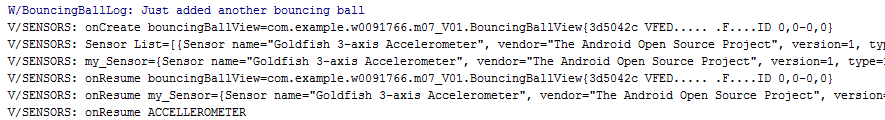 W/BouncingBallLog: Just added another bouncing ball
V/SENSORS: onCreate bouncingBallView=com.example.w0091766.m07_V01.BouncingBallView{3d5042c VFED..... .F....ID 0,0-0,0}
V/SENSORS: Sensor List=[{Sensor name="Goldfish 3-axis Accelerometer", vendor="The Android Open Source Project", version=1, typ
V/SENSORS: my_Sensor={Sensor name="Goldfish 3-axis Accelerometer", vendor="The Android Open Source Project", version=1, type=
V/SENSORS: onResume bouncingBallView=com.example.w0091766.m07_V01.BouncingBallView{3d5042c VFED..... .F....ID 0,0-0,0}
V/SENSORS: onResume my_Sensor={Sensor name="Goldfish 3-axis Accelerometer", vendor="The Android Open Source Project", version
V/SENSORS: onResume ACCELLEROMETER